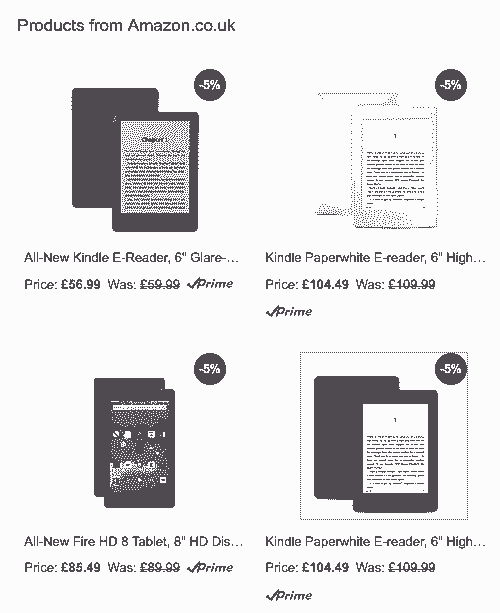 Products from Amazon.co.uk
-5%
-5%
All-New Kindle E-Reader, 6" Glare-...
Kindle Paperwhite E-reader, 6" High...
Price: £56.99 Was: £59.99 Prime
Price: £104.49 Was: £109.99
Prime
-5%
-5%
All-New Fire HD 8 Tablet, 8" HD Dis...
Kindle Paperwhite E-reader, 6" High...
Price: £85.49 Was: £89.99 Prime
Price: £104.49 Was: £109.99
Prime